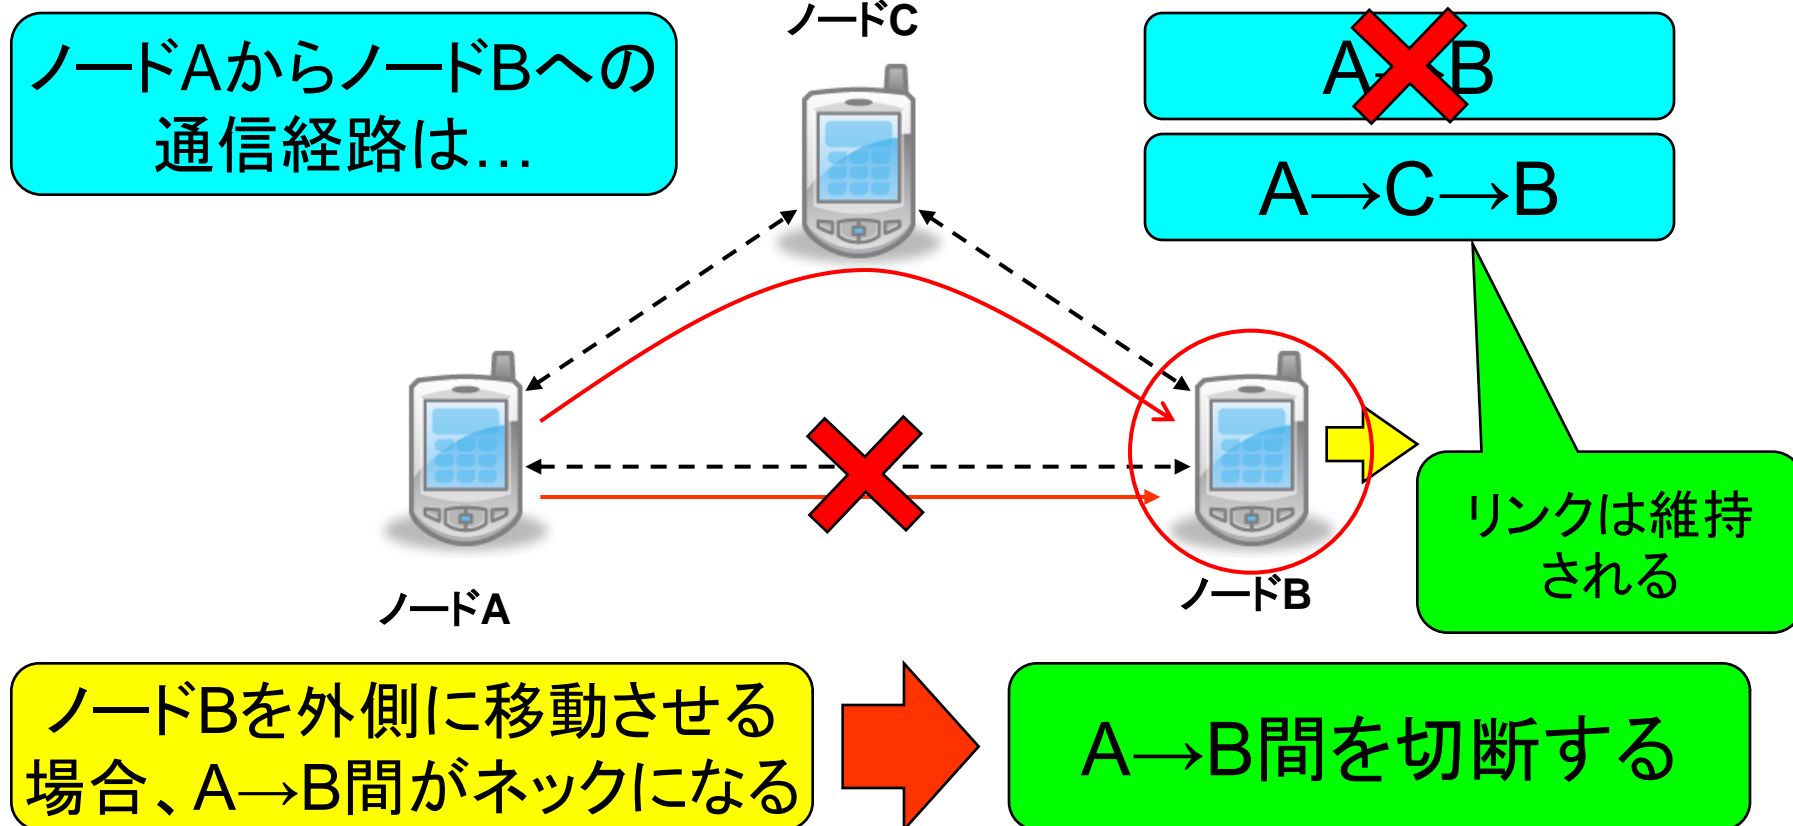 ノードC
ノードAからノードBへの
通信経路は…
A→B
A→C→B
リンクは維持
される
ノードA
ノードB
ノードBを外側に移動させる
場合、A→B間がネックになる
A→B間を切断する